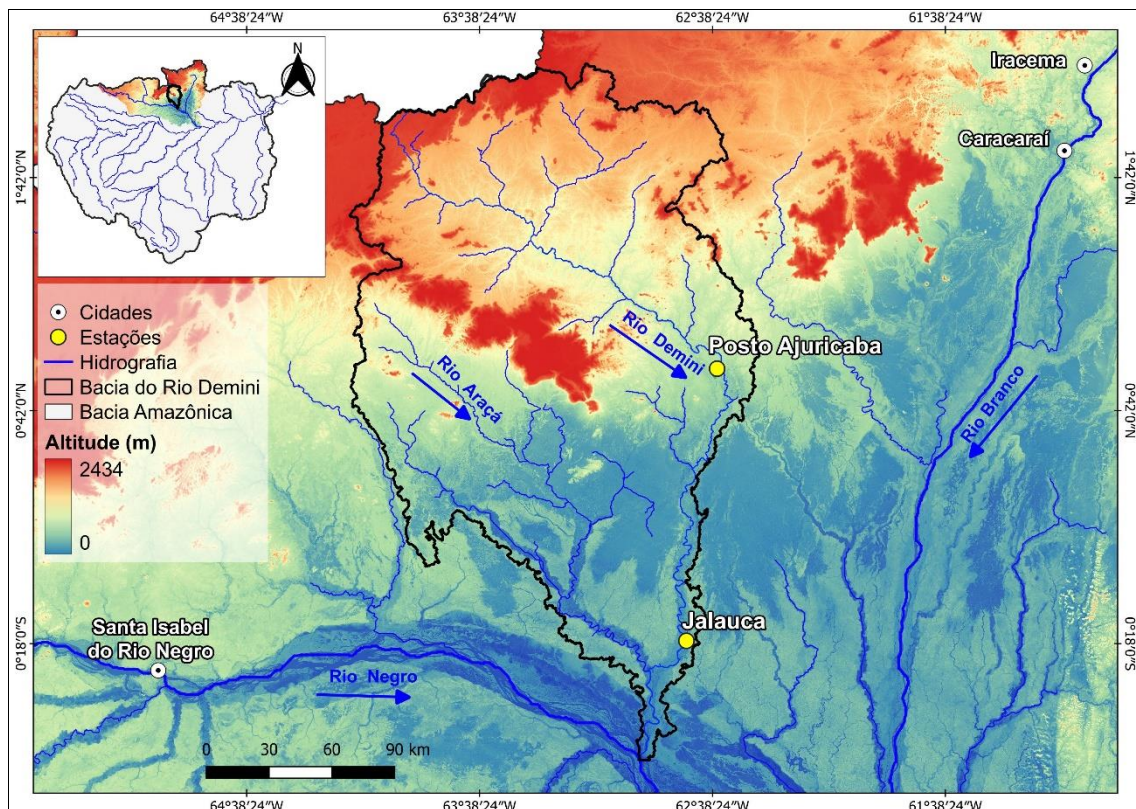 64°38'24"W
63°38'24"W
62°38'24"W
61°38'24"W
N
Iracema
Caracaraí
1°42'0"N
1°42'0"N
Cidades
Estações
Hidrografia
Bacia do Rio Demini
Bacia Amazônica
Altitude (m)
2434
0
Rio Demini
Posto Ajuricaba
Rio Araçá
Rio Branco
0°42'0"N
0°42'0"N
Jalauca
Santa Isabel
do Rio Negro
0°18'0"S
0°18'0"S
Rio Negro
0 30 60 90 km
64°38'24"W
63°38'24"W
62°38'24"W
61°38'24"W